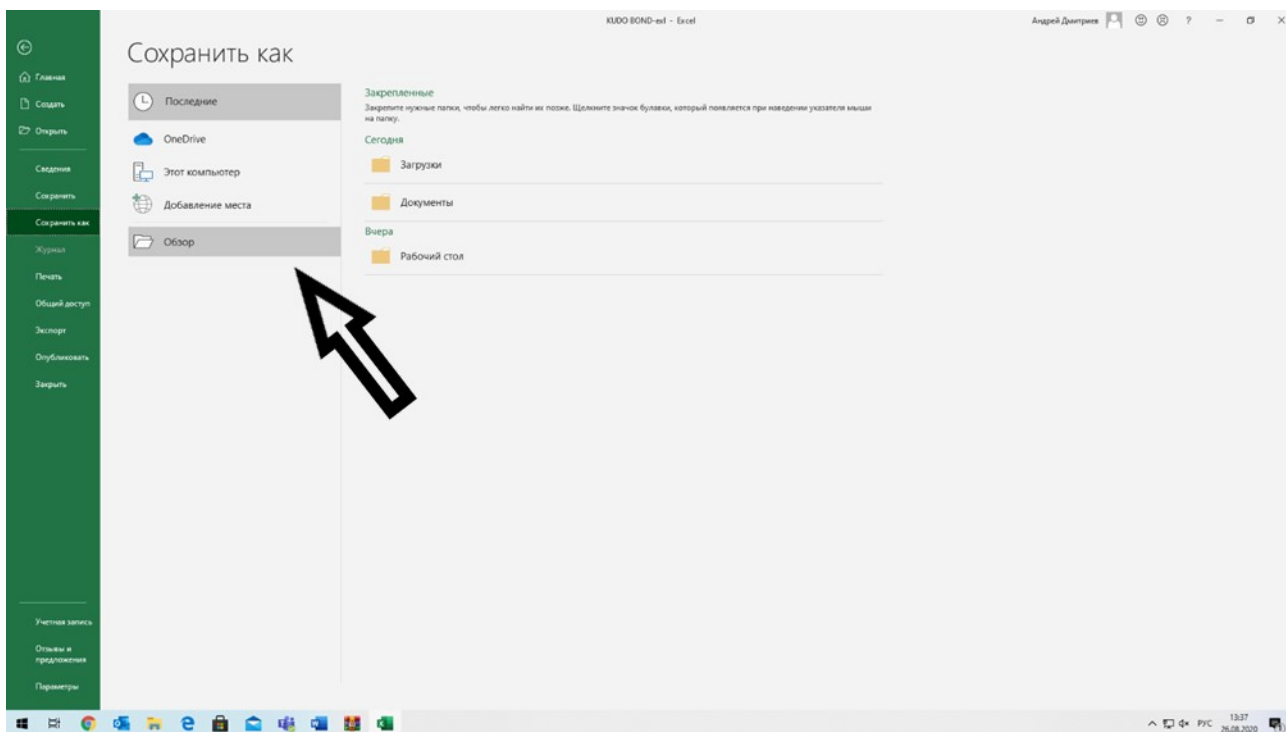 KUDO BOND-exl - Excel
Андрей Дмитриев
?
Сохранить как
Главная
Создать
Открыть
Сведения
Сохранить
Сохранить как
Журнал
Печать
Общий доступ
Экспорт
Опубликовать
Закрыть
Учетная запись
Отзывы и
предложения
Параметры
Последние
OneDrive
Этот компьютер
Добавление места
Обзор
Закрепленные
Закрепите нужные папки, чтобы легко найти их позже. Щелкните значок булавки, который появляется при наведении указателя мыши
на папку.
Сегодня
Загрузки
Документы
Вчера
Рабочий стол
РУС
13:37
26.08.2020